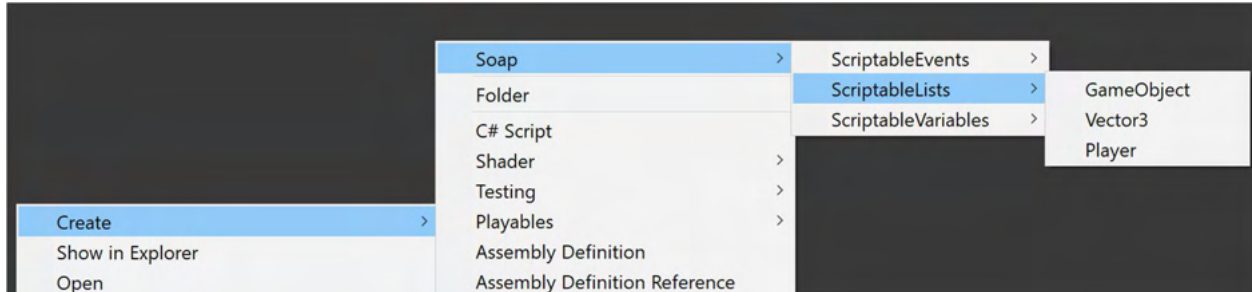 Create
Show in Explorer
Open
Soap
Folder
C# Script
Shader
Testing
Playables
Assembly Definition
Assembly Definition Reference
ScriptableEvents
ScriptableLists
ScriptableVariables
GameObject
Vector3
Player